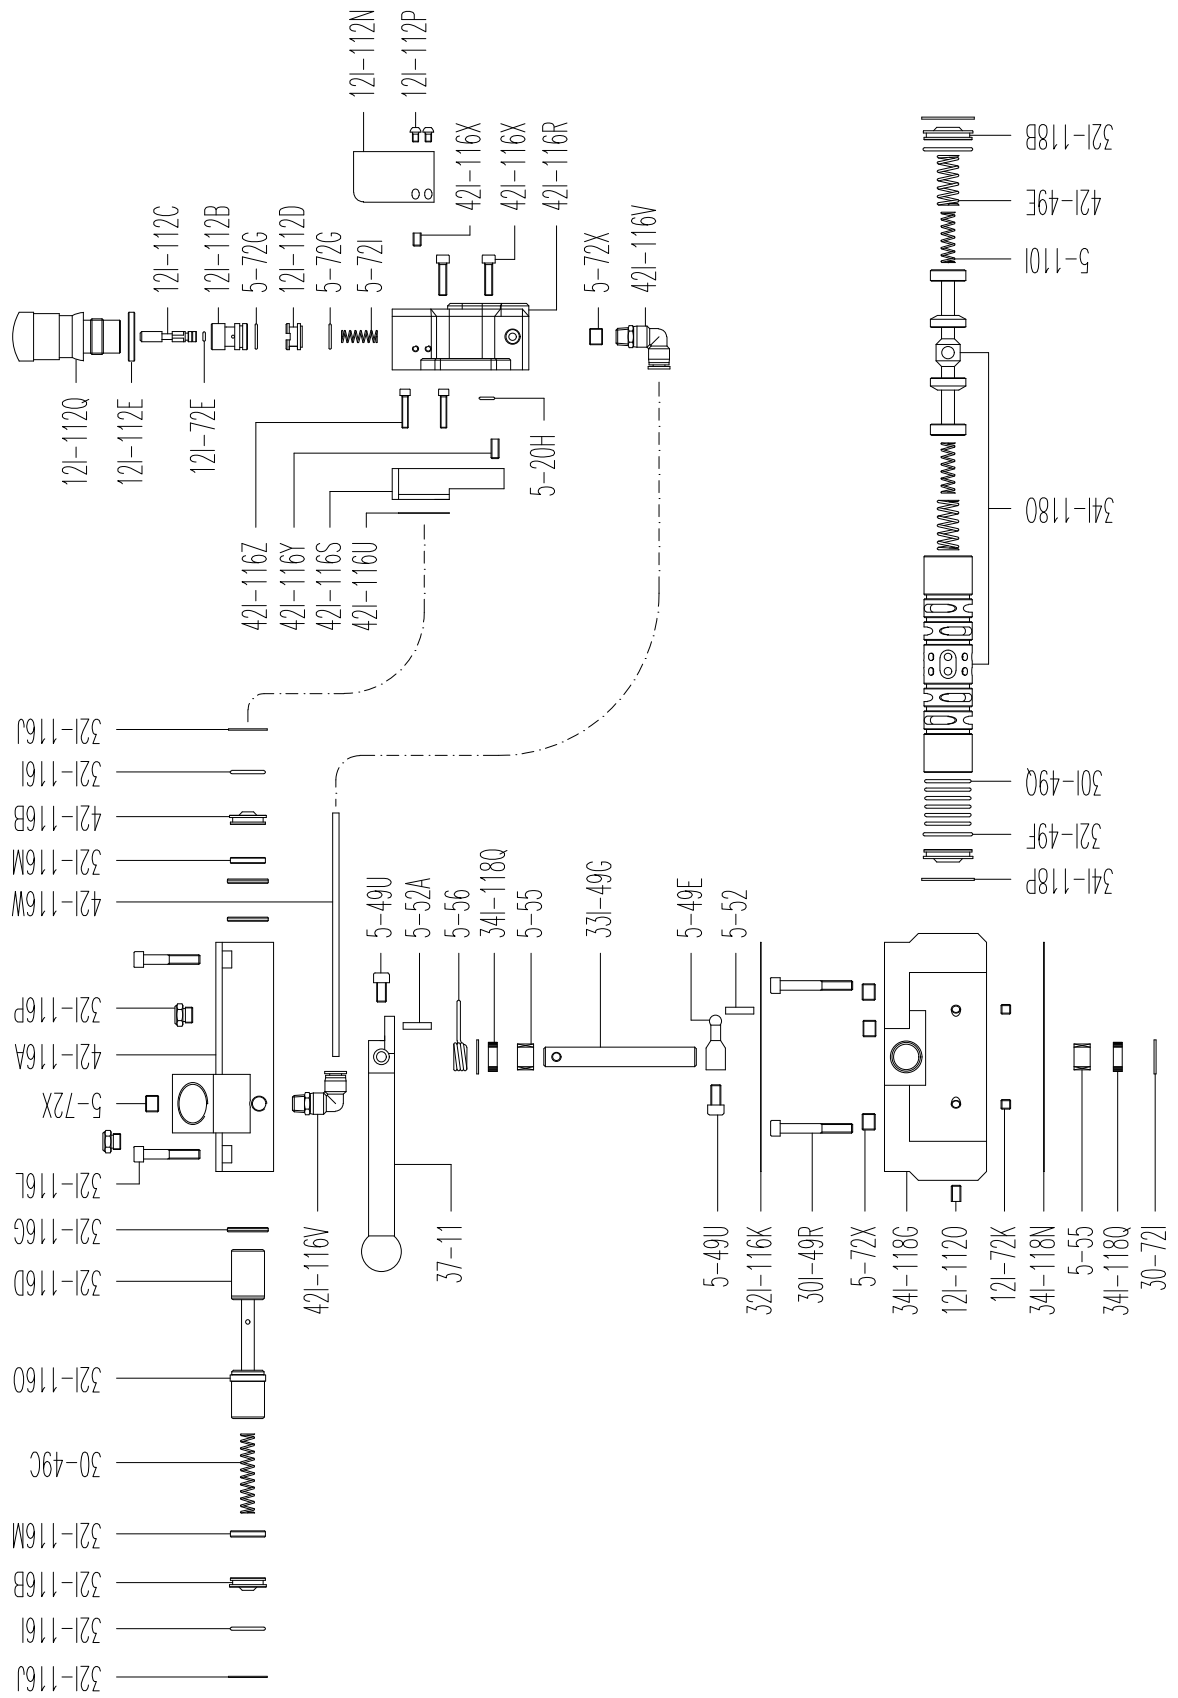 12I-112N
12I-112P
42I-116X
42I-116X
42I-116R
12I-112C
12I-112B
5-72G
12I-112D
5-72G
5-72I
5-72X
42I-116V
12I-112Q
12I-112E
12I-72E
5-20H
42I-116Z
42I-116Y
42I-116S
42I-116U
32I-118B
42I-49E
5-110I
34I-118O
30I-49Q
32I-49F
34I-118P
32I-116J
32I-116I
42I-116B
32I-116M
42I-116W
32I-116P
42I-116A
5-72X
32I-116L
32I-116G
32I-116D
32I-116O
30-49C
32I-116M
32I-116B
32I-116I
32I-116J
5-49U
5-52A
5-56
34I-118Q
5-55
33I-49G
5-49E
5-52
42I-116V
37-11
5-49U
32I-116K
30I-49R
5-72X
34I-118G
12I-112O
12I-72K
34I-118N
5-55
34I-118Q
30-72I